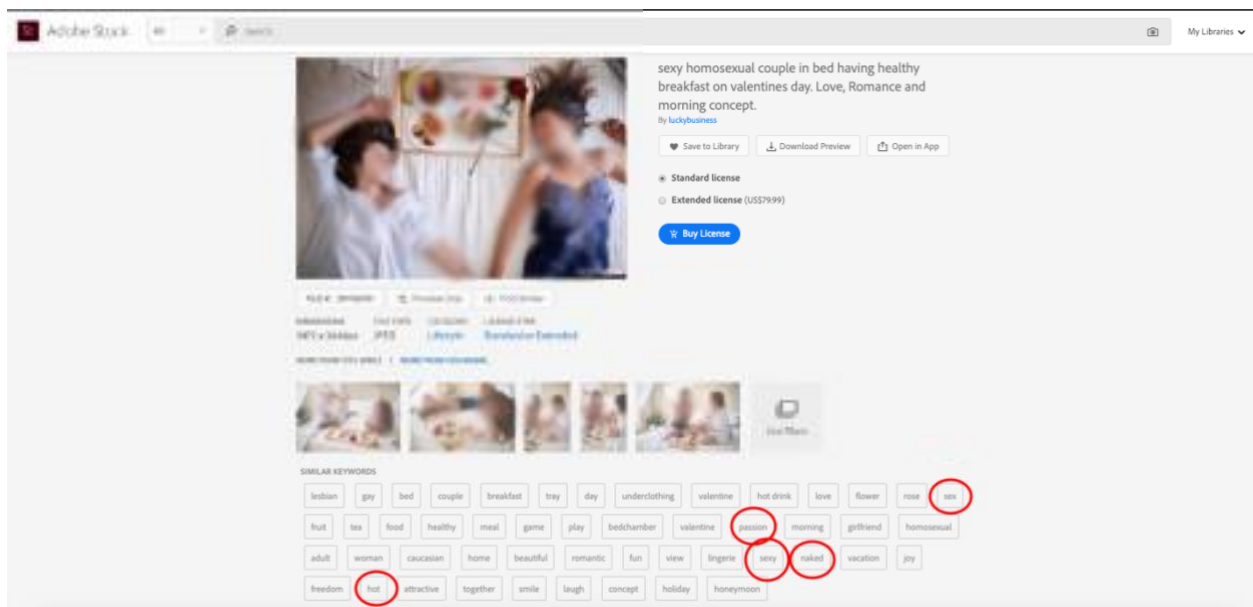 Adobe Stock
My Libraries
sexy homosexual couple in bed having healthy
breakfast on valentines day. Love, Romance and
morning concept.
By luckybusiness
Save to Library Download Preview Open in App
Standard license
Extended license (US$79.99)
Buy License
SIMILAR KEYWORDS
lesbian gay bed couple breakfast tray day underclothing valentine hot drink love flower rose sex
fruit tea food healthy meal game play bedchamber valentine passion morning girlfriend homosexual
adult woman caucasian home beautiful romantic fun view lingerie sexy naked vacation joy
freedom hot attractive together smile laugh concept holiday honeymoon